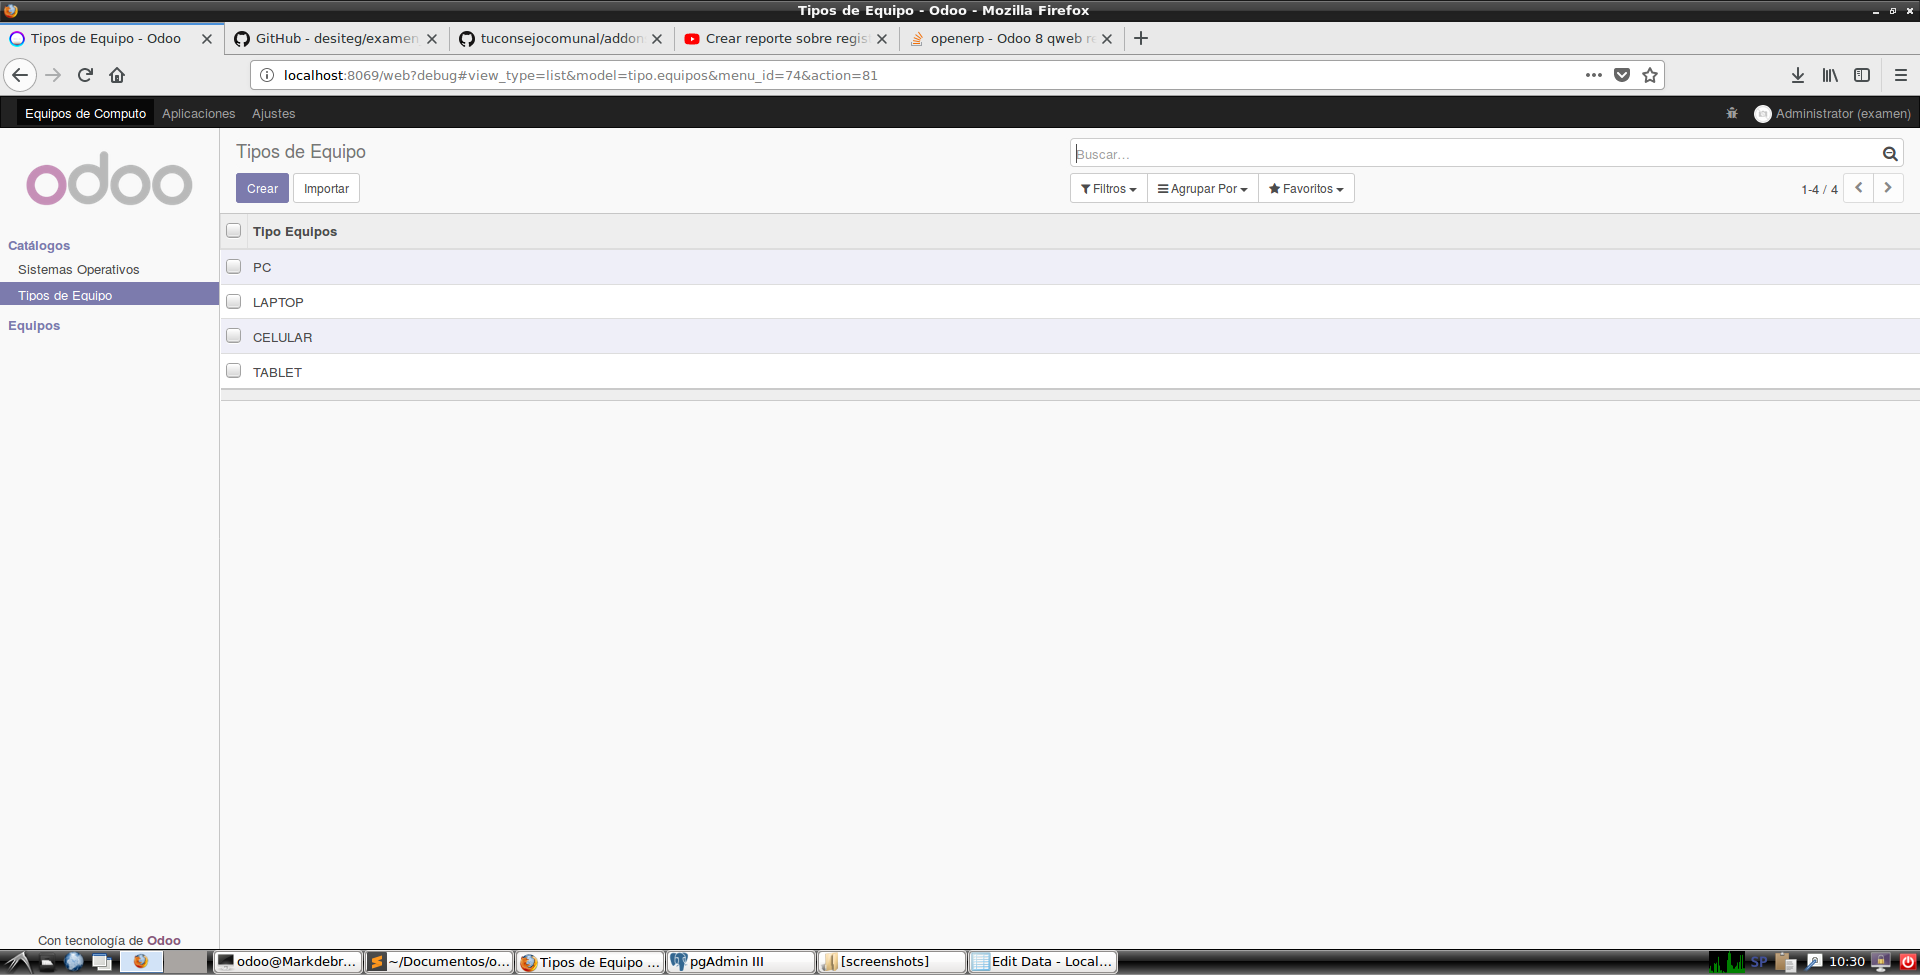 Tipos de Equipo - Odoo - Mozilla Firefox
Tipos de Equipo - Odoo
GitHub - desiteg/examen
tuconsejocomunal/addon
Crear reporte sobre regis
openerp - Odoo 8 qweb re
localhost:8069/web?debug#view_type=list&model=tipo.equipos&menu_id=74&action=81
Equipos de Computo
Aplicaciones
Ajustes
Administrator (examen)
odoo
Tipos de Equipo
Buscar...
Crear
Importar
Filtros
Agrupar Por
Favoritos
1-4 / 4
Catálogos
Sistemas Operativos
Tipos de Equipo
Equipos
Tipo Equipos
PC
LAPTOP
CELULAR
TABLET
Con tecnología de Odoo
odoo@Markdebr...
~/Documentos/o...
Tipos de Equipo ...
pgAdmin III
[screenshots]
Edit Data - Local...
SP
10:30